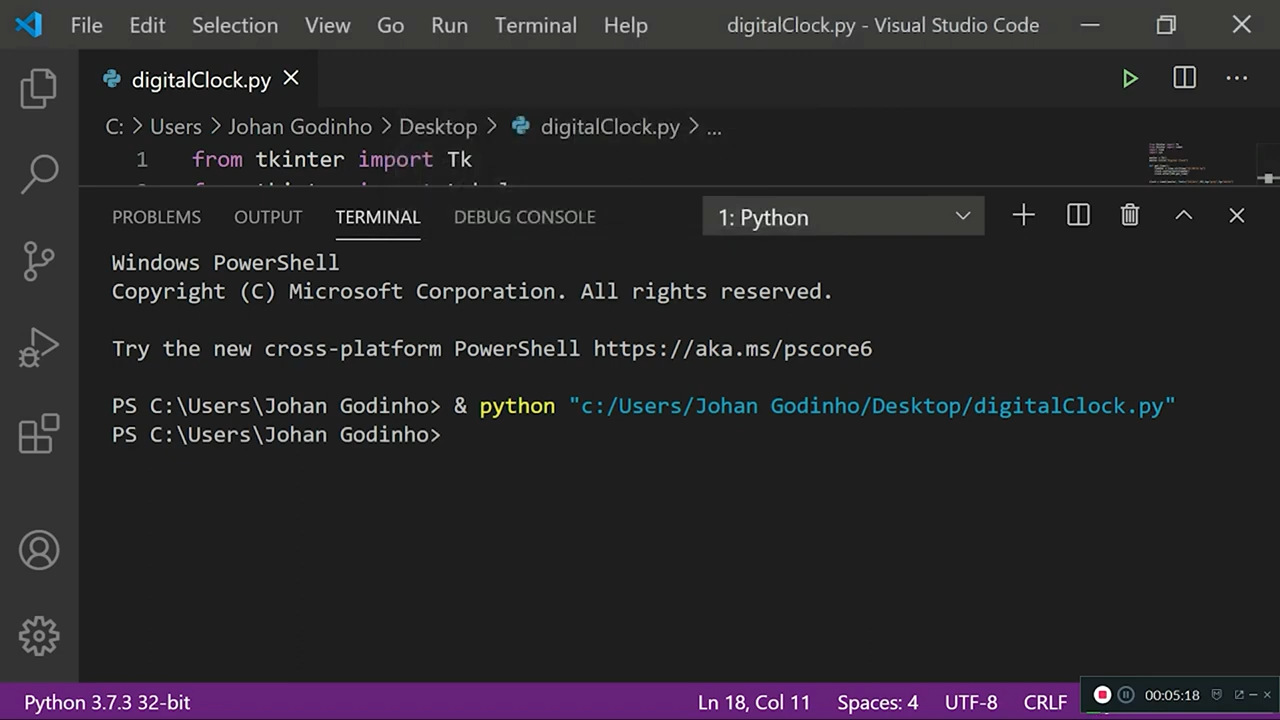 File Edit Selection View Go Run Terminal Help digitalClock.py - Visual Studio Code
digitalClock.py
C: > Users > Johan Godinho > Desktop > digitalClock.py > ...
1 from tkinter import Tk
PROBLEMS OUTPUT TERMINAL DEBUG CONSOLE 1: Python
Windows PowerShell
Copyright (C) Microsoft Corporation. All rights reserved.
Try the new cross-platform PowerShell https://aka.ms/pscore6
PS C:\Users\Johan Godinho> & python "c:/Users/Johan Godinho/Desktop/digitalClock.py"
PS C:\Users\Johan Godinho>
Python 3.7.3 32-bit Ln 18, Col 11 Spaces: 4 UTF-8 CRLF 00:05:18